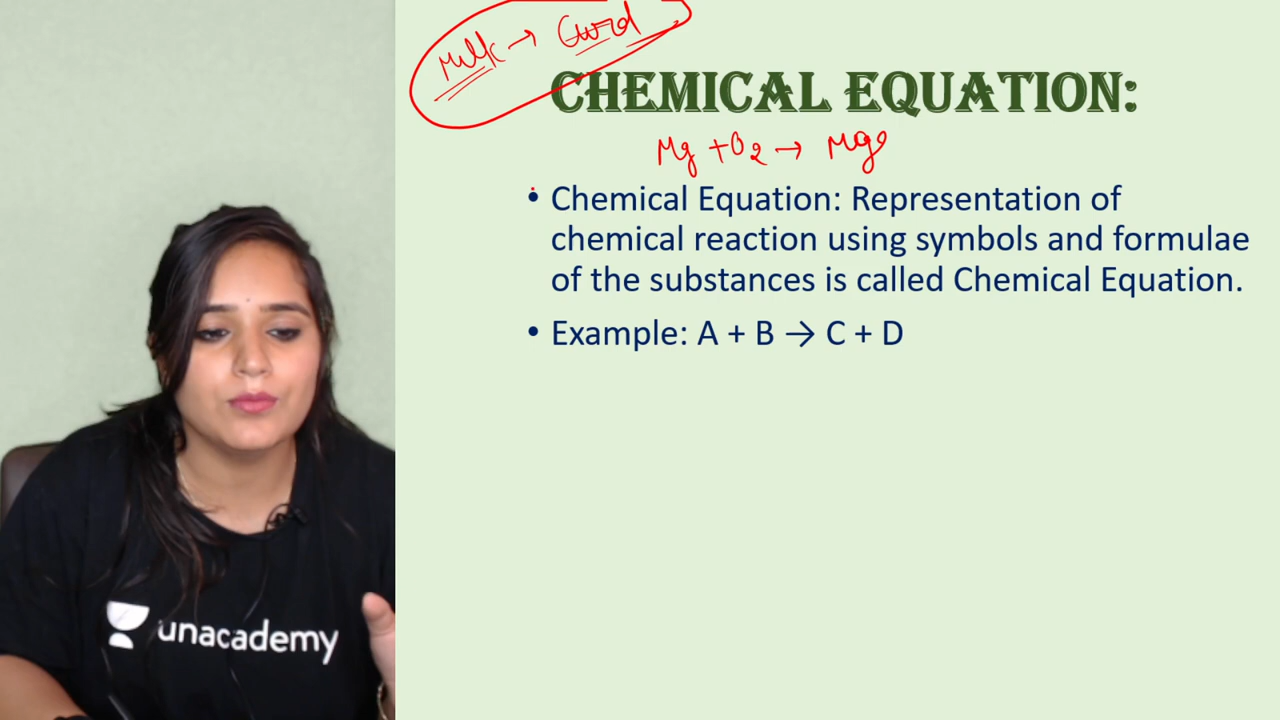 Milk → Curd
CHEMICAL EQUATION:
Mg + O2 → MgO
• Chemical Equation: Representation of
chemical reaction using symbols and formulae
of the substances is called Chemical Equation.
• Example: A + B → C + D
unacademy